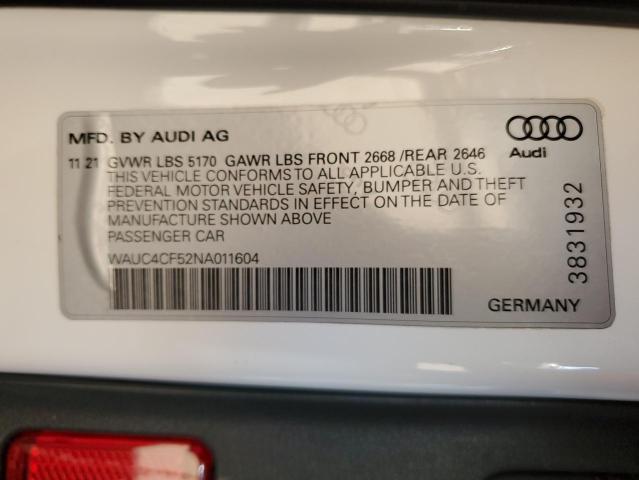 MFD. BY AUDI AG
11 21 GVWR LBS 5170 GAWR LBS FRONT 2668 /REAR 2646
THIS VEHICLE CONFORMS TO ALL APPLICABLE U.S.
FEDERAL MOTOR VEHICLE SAFETY, BUMPER AND THEFT
PREVENTION STANDARDS IN EFFECT ON THE DATE OF
MANUFACTURE SHOWN ABOVE
PASSENGER CAR
WAUC4CF52NA011604
Audi
3831932
GERMANY